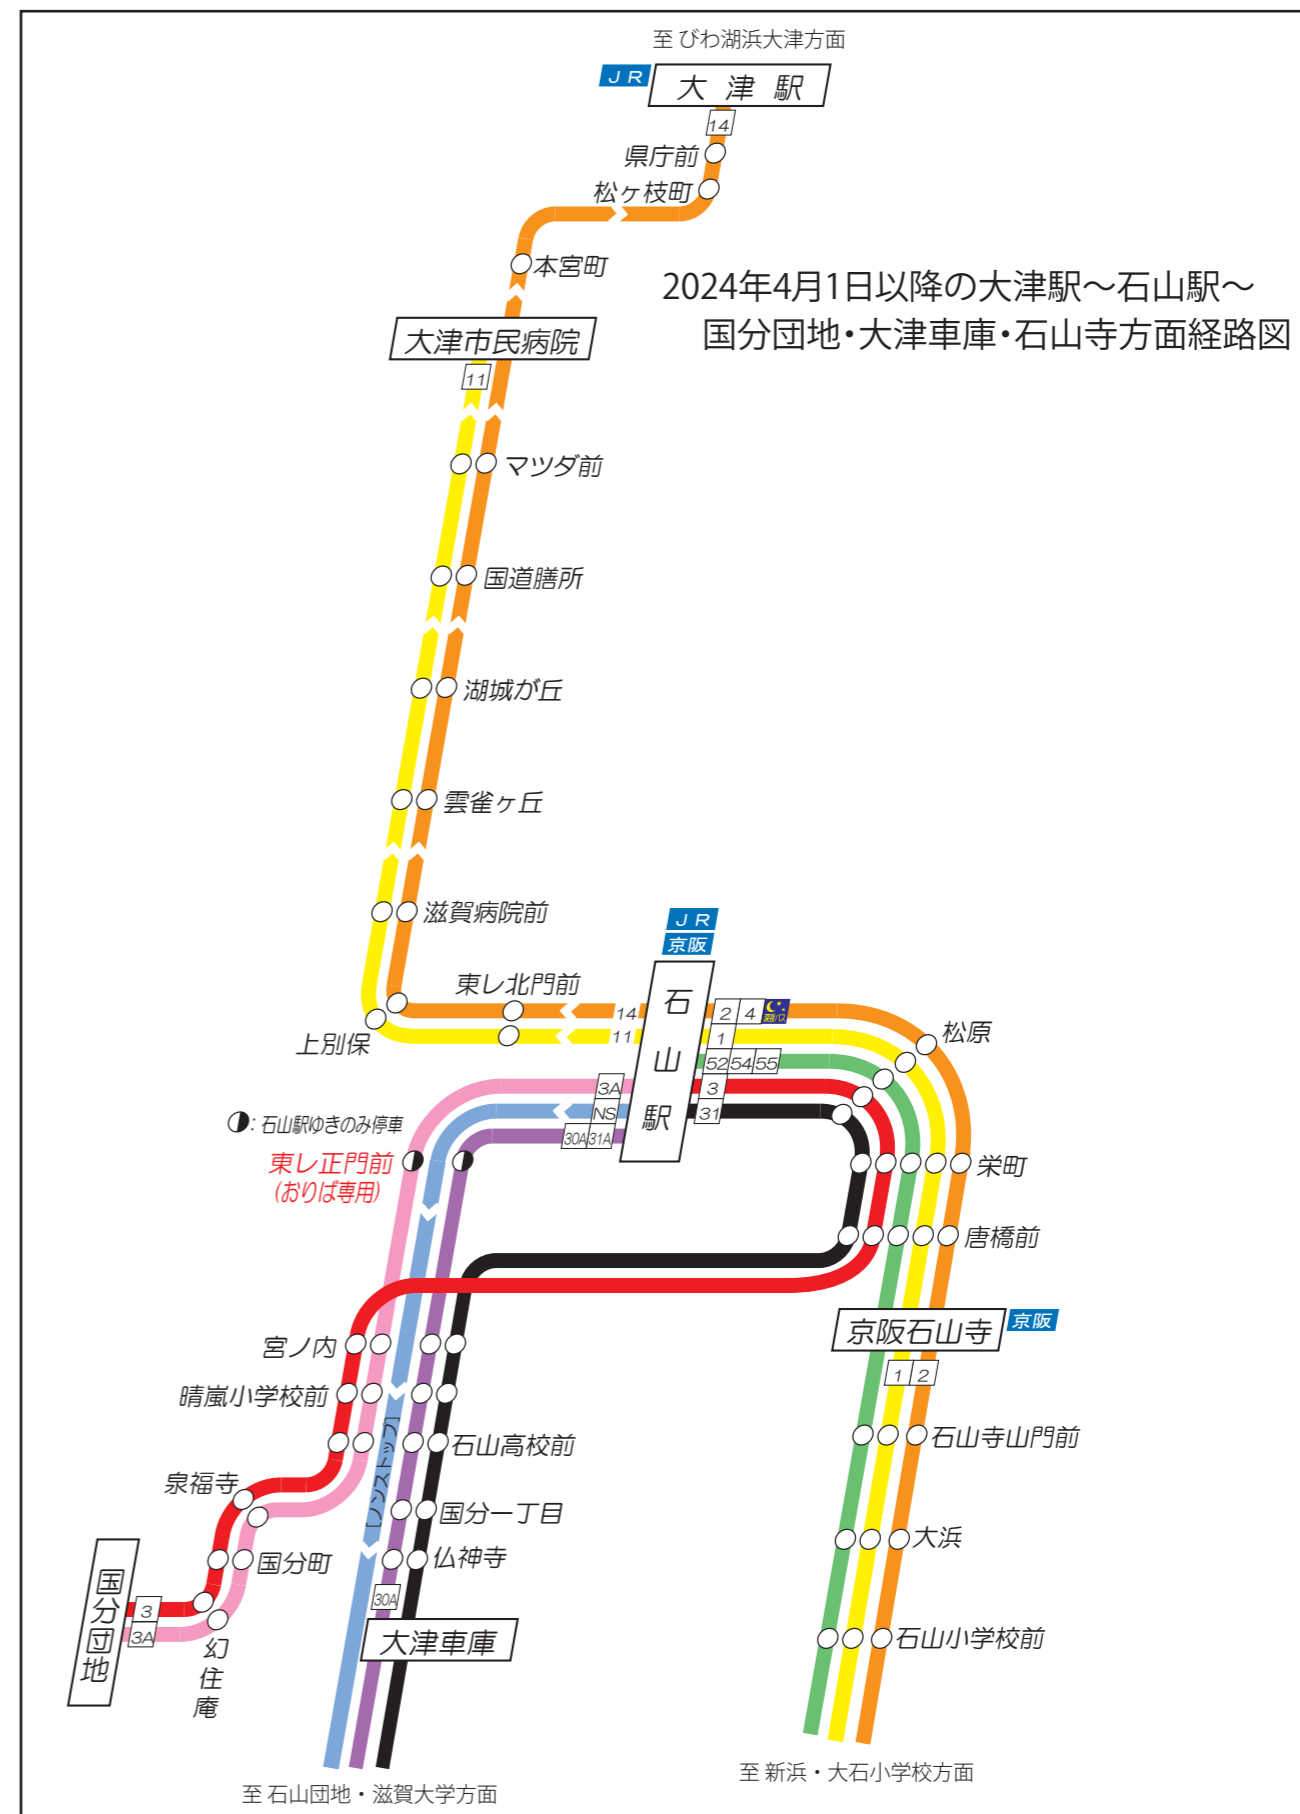 至 びわ湖浜大津方面
JR
大津駅
14
県庁前
松ヶ枝町
本宮町
2024年4月1日以降の大津駅～石山駅～
国分団地・大津車庫・石山寺方面経路図
大津市民病院
11
マツダ前
国道膳所
湖城が丘
雲雀ヶ丘
滋賀病院前
JR
京阪
東レ北門前
石山駅
14
11
2 4 深夜バス
1
52 54 55
3
31
松原
上別保
3A
NS
30A 31A
：石山駅ゆきのみ停車
東レ正門前
(おりば専用)
栄町
唐橋前
京阪石山寺
京阪
1 2
宮ノ内
晴嵐小学校前
[ノンストップ]
石山高校前
石山寺山門前
泉福寺
国分一丁目
大浜
国分町
仏神寺
国分団地
3
3A
30A
幻住庵
大津車庫
石山小学校前
至 新浜・大石小学校方面
至 石山団地・滋賀大学方面